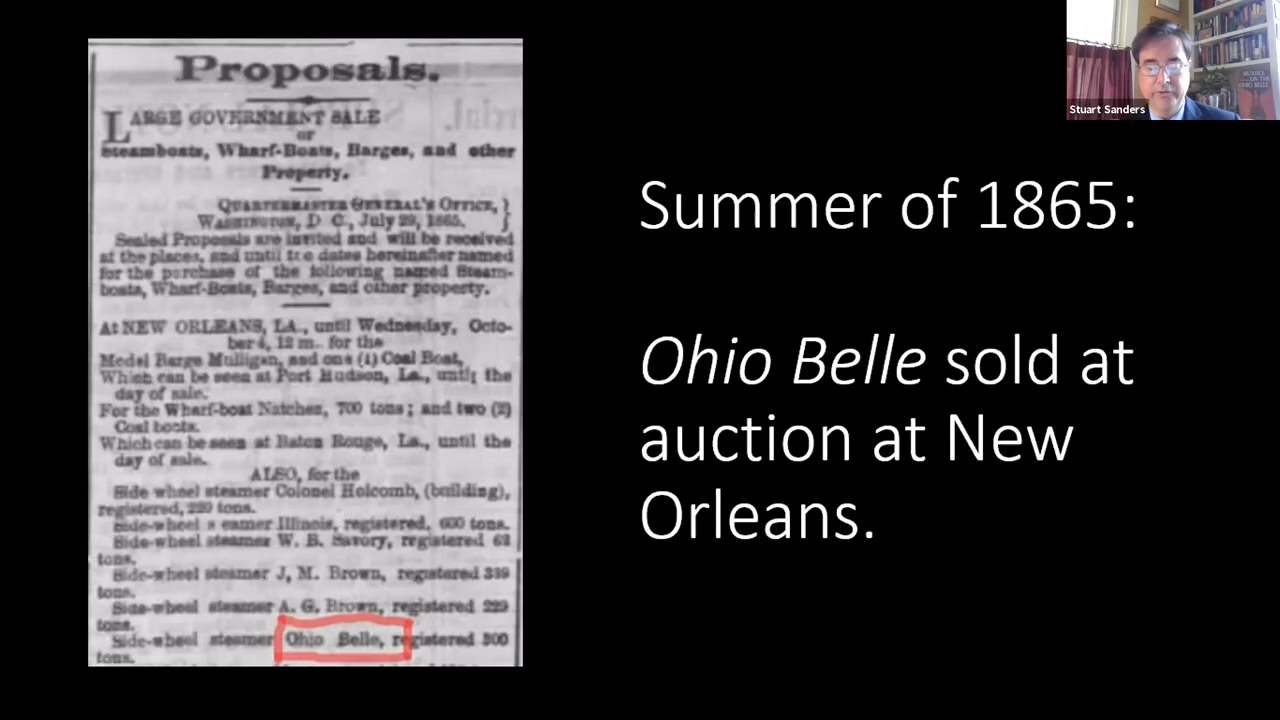 Proposals.
LARGE GOVERNMENT SALE
OF
Steamboats, Wharf-Boats, Barges, and other
Property.
QUARTERMASTER GENERAL'S OFFICE, }
WASHINGTON, D C., July 29, 1865. }
Sealed Proposals are invited and will be received
at the places, and until the dates hereinafter named
for the purchase of the following named Steam-
boats, Wharf-Boats, Barges, and other property.
At NEW ORLEANS, LA., until Wednesday, Octo-
ber 4, 12 m. for the
Model Barge Mulligan, and one (1) Coal Boat,
Which can be seen at Port Hudson, La., until the
day of sale.
For the Wharf-boat Natches, 700 tons; and two (2)
Coal boats.
Which can be seen at Baton Rouge, La., until the
day of sale.
ALSO, for the
Side-wheel steamer Colonel Holcomb, (building),
registered, 220 tons.
Side-wheel s eamer Illinois, registered, 600 tons.
Side-wheel steamer W. B. Savory, registered 62
tons.
Side-wheel steamer J, M. Brown, registered 339
tons.
Side-wheel steamer A. G. Brown, registered 229
tons.
Side-wheel steamer Ohio Belle, registered 300
tons.
Summer of 1865:
Ohio Belle sold at
auction at New
Orleans.
Stuart Sanders
MURDER
ON THE
OHIO BELLE